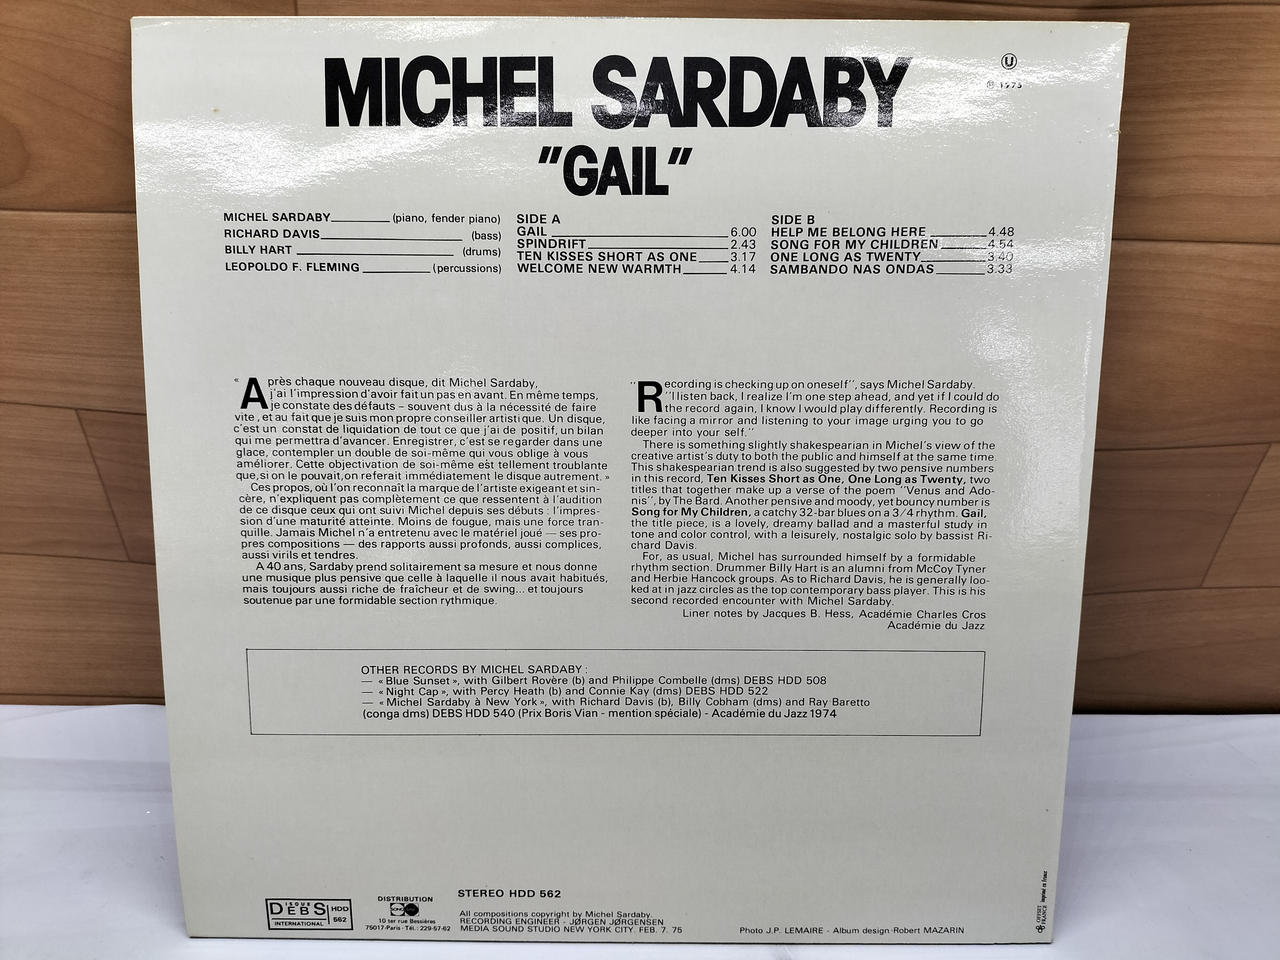 MICHEL SARDABY
"GAIL"
U
℗ 1975
MICHEL SARDABY (piano, fender piano)
RICHARD DAVIS (bass)
BILLY HART (drums)
LEOPOLDO F. FLEMING (percussions)
SIDE A
GAIL 6.00
SPINDRIFT 2.43
TEN KISSES SHORT AS ONE 3.17
WELCOME NEW WARMTH 4.14
SIDE B
HELP ME BELONG HERE 4.48
SONG FOR MY CHILDREN 4.54
ONE LONG AS TWENTY 3.40
SAMBANDO NAS ONDAS 3.33
« Après chaque nouveau disque, dit Michel Sardaby,
j'ai l'impression d'avoir fait un pas en avant. En même temps,
je constate des défauts – souvent dus à la nécessité de faire
vite, et au fait que je suis mon propre conseiller artistique. Un disque,
c'est un constat de liquidation de tout ce que j'ai de positif, un bilan
qui me permettra d'avancer. Enregistrer, c'est se regarder dans une
glace, contempler un double de soi-même qui vous oblige à vous
améliorer. Cette objectivation de soi-même est tellement troublante
que, si on le pouvait, on referait immédiatement le disque autrement. »
Ces propos, où l'on reconnaît la marque de l'artiste exigeant et sin-
cère, n'expliquent pas complètement ce que ressentent à l'audition
de ce disque ceux qui ont suivi Michel depuis ses débuts : l'impres-
sion d'une maturité atteinte. Moins de fougue, mais une force tran-
quille. Jamais Michel n'a entretenu avec le matériel joué — ses pro-
pres compositions — des rapports aussi profonds, aussi complices,
aussi virils et tendres.
A 40 ans, Sardaby prend solitairement sa mesure et nous donne
une musique plus pensive que celle à laquelle il nous avait habitués,
mais toujours aussi riche de fraîcheur et de swing... et toujours
soutenue par une formidable section rythmique.
"Recording is checking up on oneself", says Michel Sardaby.
"I listen back, I realize I'm one step ahead, and yet if I could do
the record again, I know I would play differently. Recording is
like facing a mirror and listening to your image urging you to go
deeper into your self."
There is something slightly shakespearian in Michel's view of the
creative artist's duty to both the public and himself at the same time.
This shakespearian trend is also suggested by two pensive numbers
in this record, Ten Kisses Short as One, One Long as Twenty, two
titles that together make up a verse of the poem "Venus and Ado-
nis", by The Bard. Another pensive and moody, yet bouncy number is
Song for My Children, a catchy 32-bar blues on a 3/4 rhythm. Gail,
the title piece, is a lovely, dreamy ballad and a masterful study in
tone and color control, with a leisurely, nostalgic solo by bassist Ri-
chard Davis.
For, as usual, Michel has surrounded himself by a formidable
rhythm section. Drummer Billy Hart is an alumni from McCoy Tyner
and Herbie Hancock groups. As to Richard Davis, he is generally loo-
ked at in jazz circles as the top contemporary bass player. This is his
second recorded encounter with Michel Sardaby.
Liner notes by Jacques B. Hess, Académie Charles Cros
Académie du Jazz
OTHER RECORDS BY MICHEL SARDABY :
— « Blue Sunset », with Gilbert Rovère (b) and Philippe Combelle (dms) DEBS HDD 508
— « Night Cap », with Percy Heath (b) and Connie Kay (dms) DEBS HDD 522
— « Michel Sardaby à New York », with Richard Davis (b), Billy Cobham (dms) and Ray Baretto
(conga dms) DEBS HDD 540 (Prix Boris Vian - mention spéciale) - Académie du Jazz 1974
DISQUE
DEBS
INTERNATIONAL
HDD
562
DISTRIBUTION
10 ter rue Bessières
75017-Paris - Tél.: 229-57-62
STEREO HDD 562
All compositions copyright by Michel Sardaby.
RECORDING ENGINEER - JØRGEN JØRGENSEN
MEDIA SOUND STUDIO NEW YORK CITY. FEB. 7. 75
Photo J.P. LEMAIRE - Album design Robert MAZARIN
OFFSET FRANCE
imprimé en france